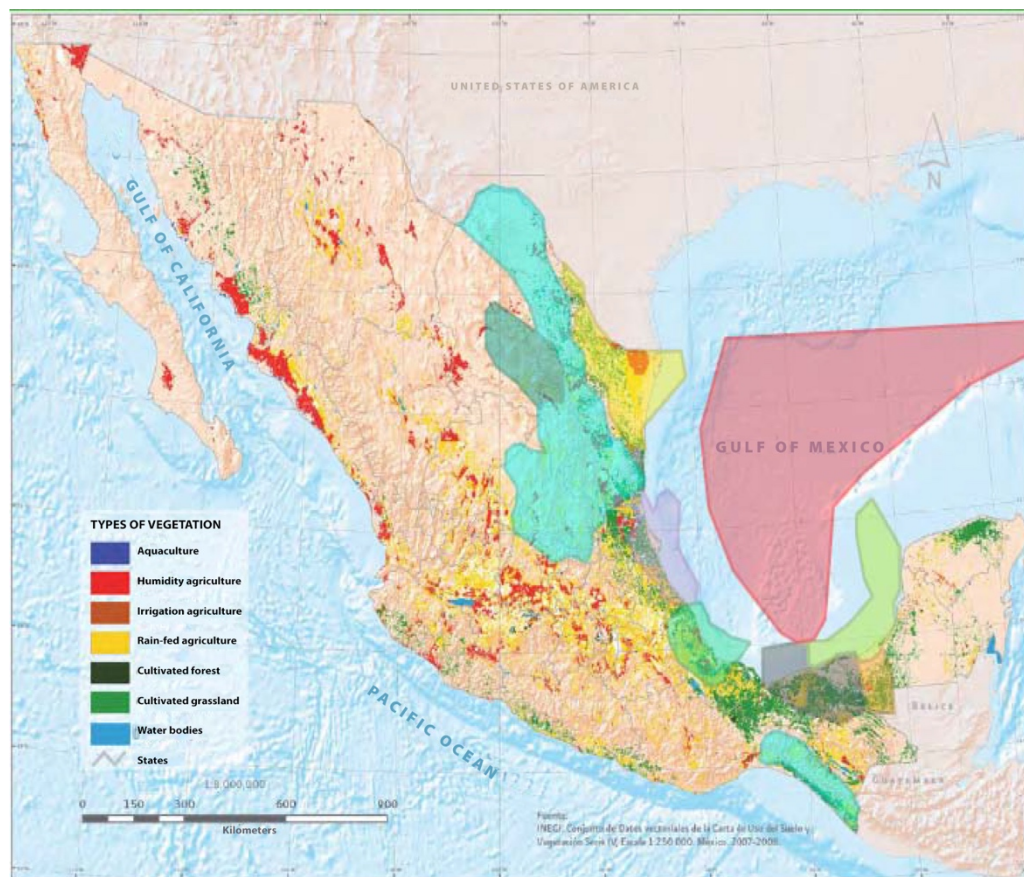 UNITED STATES OF AMERICA
N
GULF OF CALIFORNIA
GULF OF MEXICO
TYPES OF VEGETATION
Aquaculture
Humidity agriculture
Irrigation agriculture
Rain-fed agriculture
Cultivated forest
Cultivated grassland
Water bodies
States
PACIFIC OCEAN
BELICE
GUATEMALA
1:8 000,000
0 150 300 600 900
Kilometers
Fuente:
INEGI. Conjunto de Datos vectoriales de la Carta de Uso del Suelo y
Vegetación Serie IV, Escala 1:250 000. México. 2007-2008.